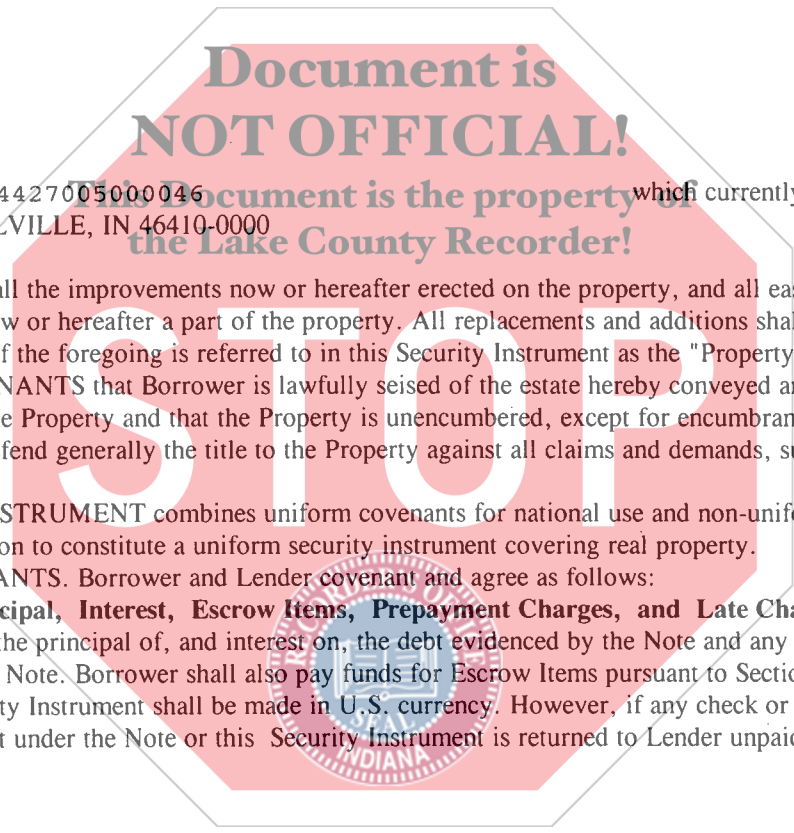 Document is
NOT OFFICIAL!
This Document is the property of
the Lake County Recorder!
4427005000046 which currently
LVILLE, IN 46410-0000
all the improvements now or hereafter erected on the property, and all eas
w or hereafter a part of the property. All replacements and additions shal
f the foregoing is referred to in this Security Instrument as the "Property
NANTS that Borrower is lawfully seised of the estate hereby conveyed a
e Property and that the Property is unencumbered, except for encumbran
fend generally the title to the Property against all claims and demands, su
STOP
STRUMENT combines uniform covenants for national use and non-unifo
on to constitute a uniform security instrument covering real property.
ANTS. Borrower and Lender covenant and agree as follows:
cipal, Interest, Escrow Items, Prepayment Charges, and Late Cha
the principal of, and interest on, the debt evidenced by the Note and any
Note. Borrower shall also pay funds for Escrow Items pursuant to Sectio
ty Instrument shall be made in U.S. currency. However, if any check or
t under the Note or this Security Instrument is returned to Lender unpaid
RECORDER'S OFFICE
SEAL
INDIANA